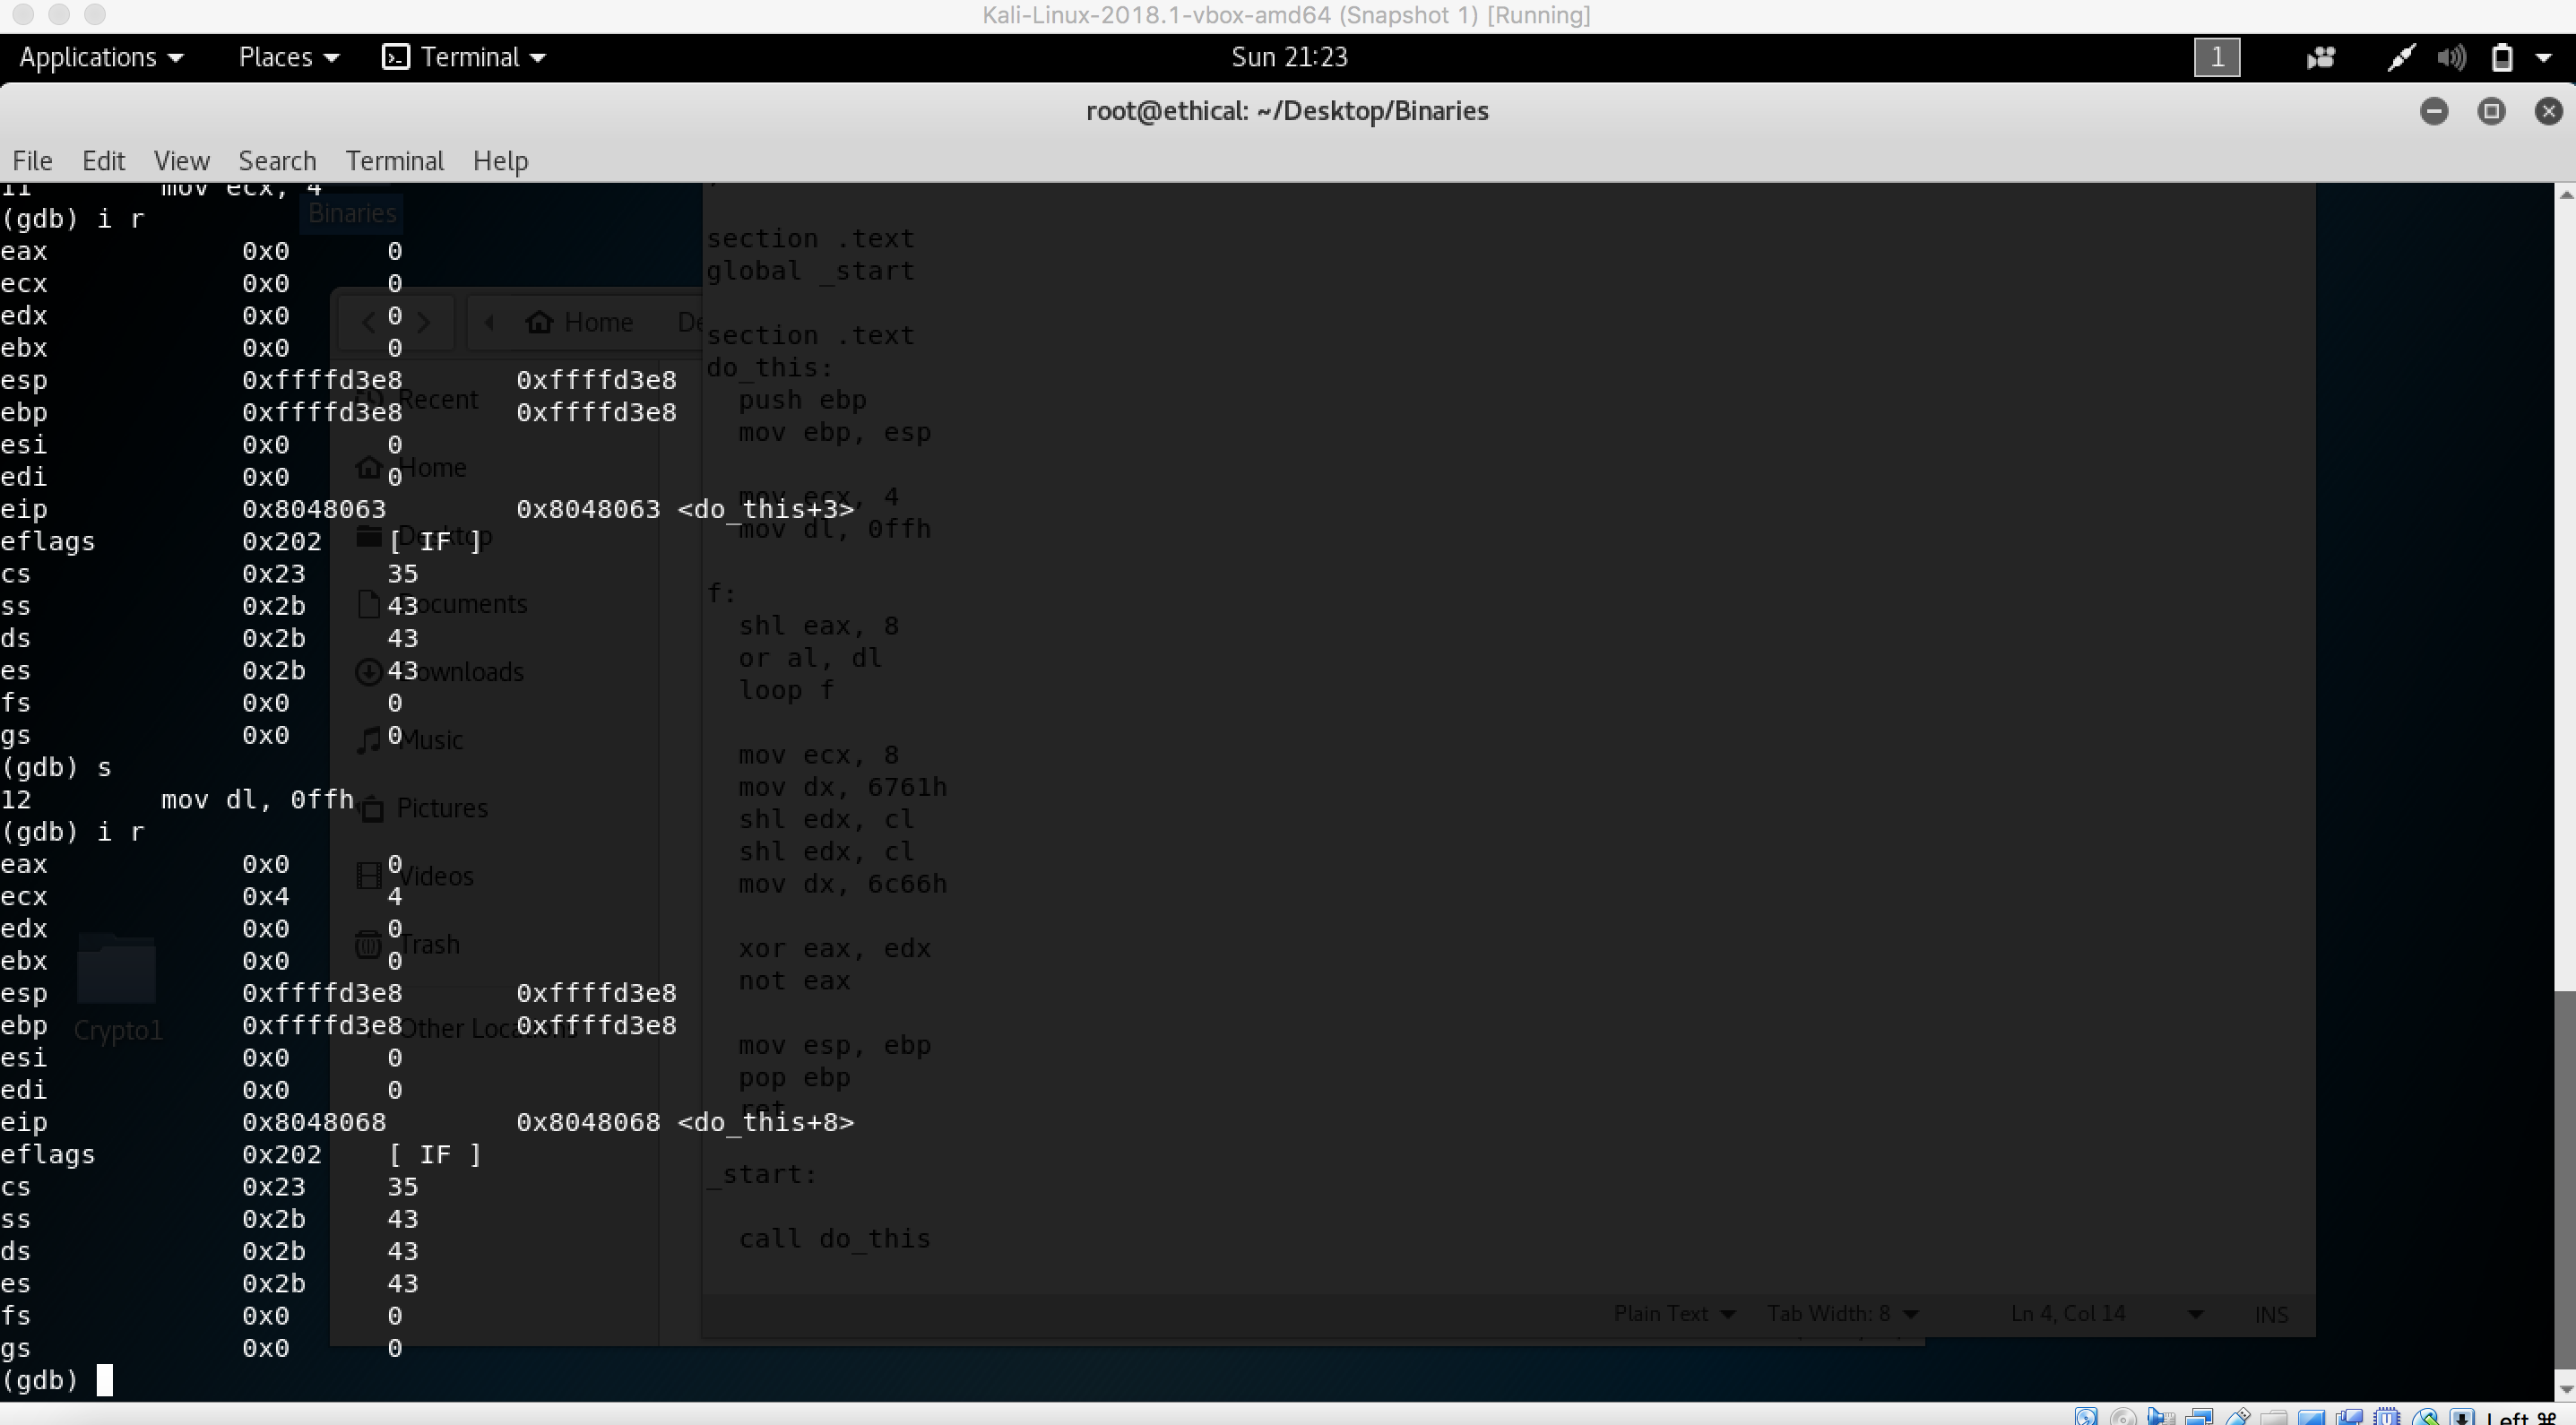 Kali-Linux-2018.1-vbox-amd64 (Snapshot 1) [Running]
Applications Places Terminal Sun 21:23 1
root@ethical: ~/Desktop/Binaries
File Edit View Search Terminal Help
11 mov ecx, 4
(gdb) i r
eax 0x0 0
ecx 0x0 0
edx 0x0 0
ebx 0x0 0
esp 0xffffd3e8 0xffffd3e8
ebp 0xffffd3e8 0xffffd3e8
esi 0x0 0
edi 0x0 0
eip 0x8048063 0x8048063 <do_this+3>
eflags 0x202 [ IF ]
cs 0x23 35
ss 0x2b 43
ds 0x2b 43
es 0x2b 43
fs 0x0 0
gs 0x0 0
(gdb) s
12 mov dl, 0ffh
(gdb) i r
eax 0x0 0
ecx 0x4 4
edx 0x0 0
ebx 0x0 0
esp 0xffffd3e8 0xffffd3e8
ebp 0xffffd3e8 0xffffd3e8
esi 0x0 0
edi 0x0 0
eip 0x8048068 0x8048068 <do_this+8>
eflags 0x202 [ IF ]
cs 0x23 35
ss 0x2b 43
ds 0x2b 43
es 0x2b 43
fs 0x0 0
gs 0x0 0
(gdb)
Binaries
Crypto1
Home
Recent
Home
Desktop
Documents
Downloads
Music
Pictures
Videos
Trash
Other Locations
section .text
global _start
section .text
do_this:
push ebp
mov ebp, esp
mov ecx, 4
mov dl, 0ffh
f:
shl eax, 8
or al, dl
loop f
mov ecx, 8
mov dx, 6761h
shl edx, cl
shl edx, cl
mov dx, 6c66h
xor eax, edx
not eax
mov esp, ebp
pop ebp
ret
_start:
call do_this
Plain Text Tab Width: 8 Ln 4, Col 14 INS
Left ⌘